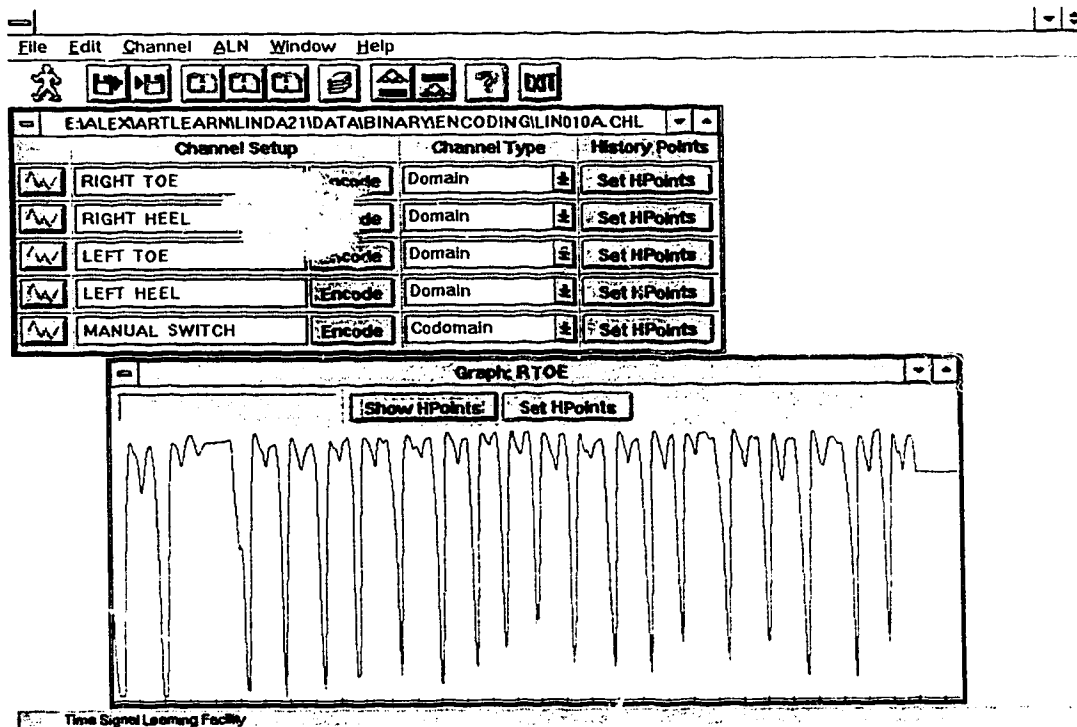 File Edit Channel ALN Window Help
EXIT
E:\ALEX\ARTLEARN\LINDA21\DATA\BINARY\ENCODING\LIN010A.CHL
Channel Setup Channel Type History Points
RIGHT TOE Domain Set HPoints
RIGHT HEEL Domain Set HPoints
LEFT TOE Encode Domain Set HPoints
LEFT HEEL Encode Domain Set HPoints
MANUAL SWITCH Encode Codomain Set HPoints
Graph: RTOE
Show HPoints Set HPoints
Time Signal Learning Facility